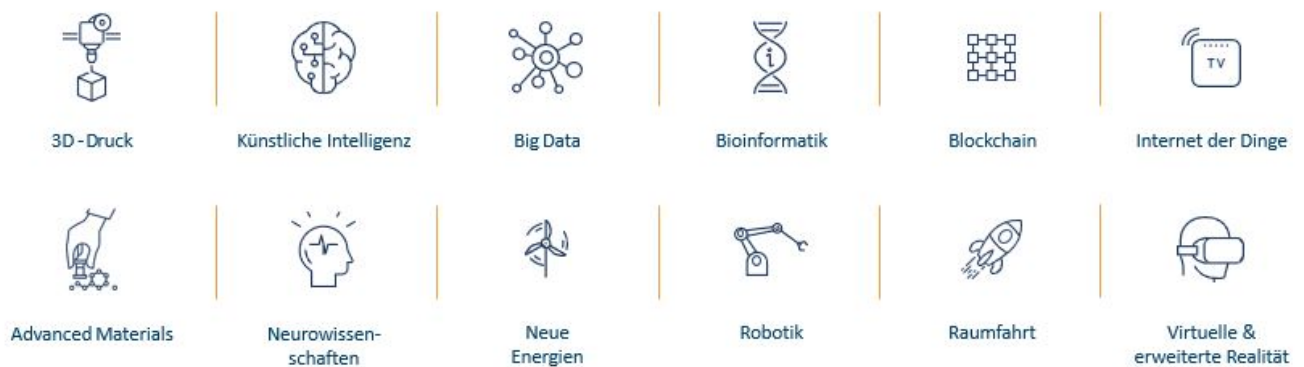 TV
i
3D - Druck
Künstliche Intelligenz
Big Data
Bioinformatik
Blockchain
Internet der Dinge
Advanced Materials
Neurowissen-
schaften
Neue
Energien
Robotik
Raumfahrt
Virtuelle &
erweiterte Realität